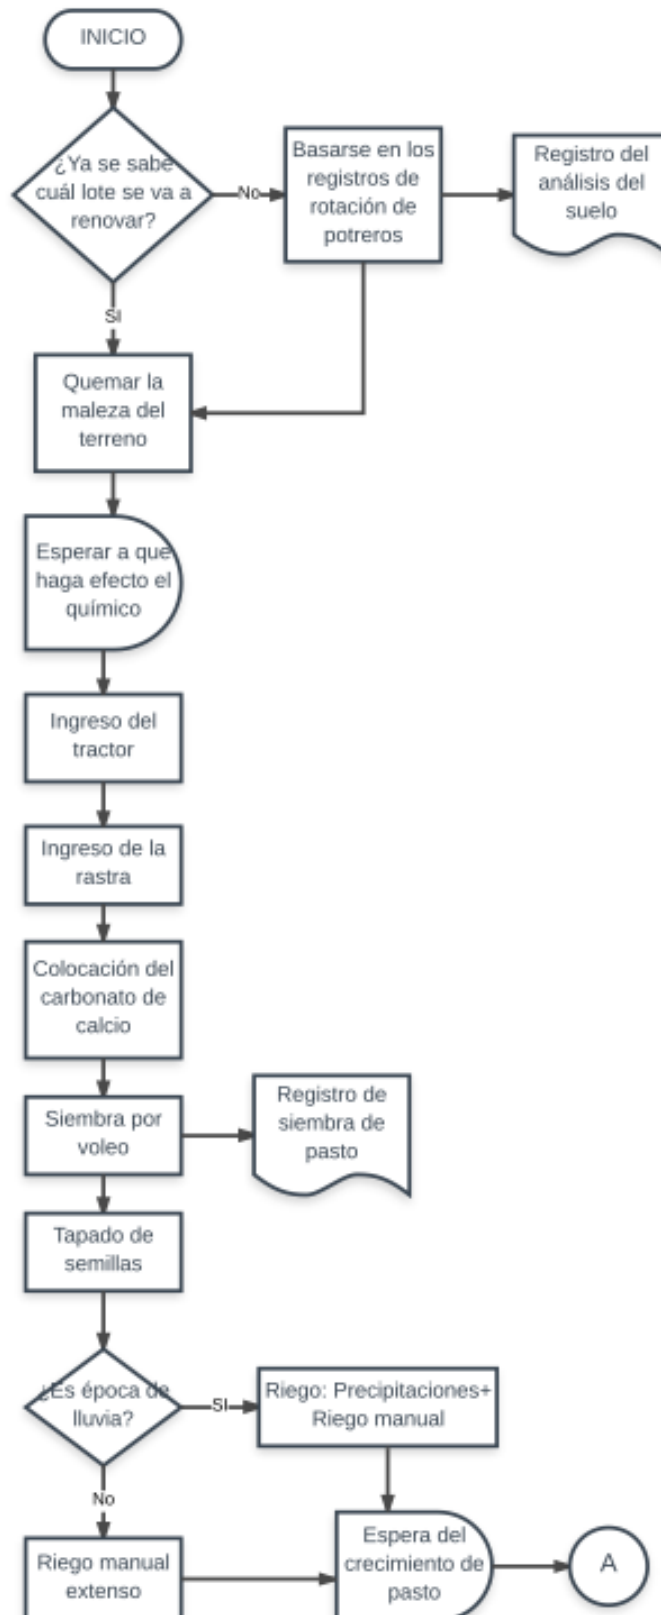 INICIO
¿Ya se sabe
cuál lote se va a
renovar?
No
Basarse en los
registros de
rotación de
potreros
Registro del
análisis del
suelo
SI
Quemar la
maleza del
terreno
Esperar a que
haga efecto el
químico
Ingreso del
tractor
Ingreso de la
rastra
Colocación del
carbonato de
calcio
Siembra por
voleo
Registro de
siembra de
pasto
Tapado de
semillas
¿Es época de
lluvia?
SI
Riego: Precipitaciones+
Riego manual
No
Riego manual
extenso
Espera del
crecimiento de
pasto
A